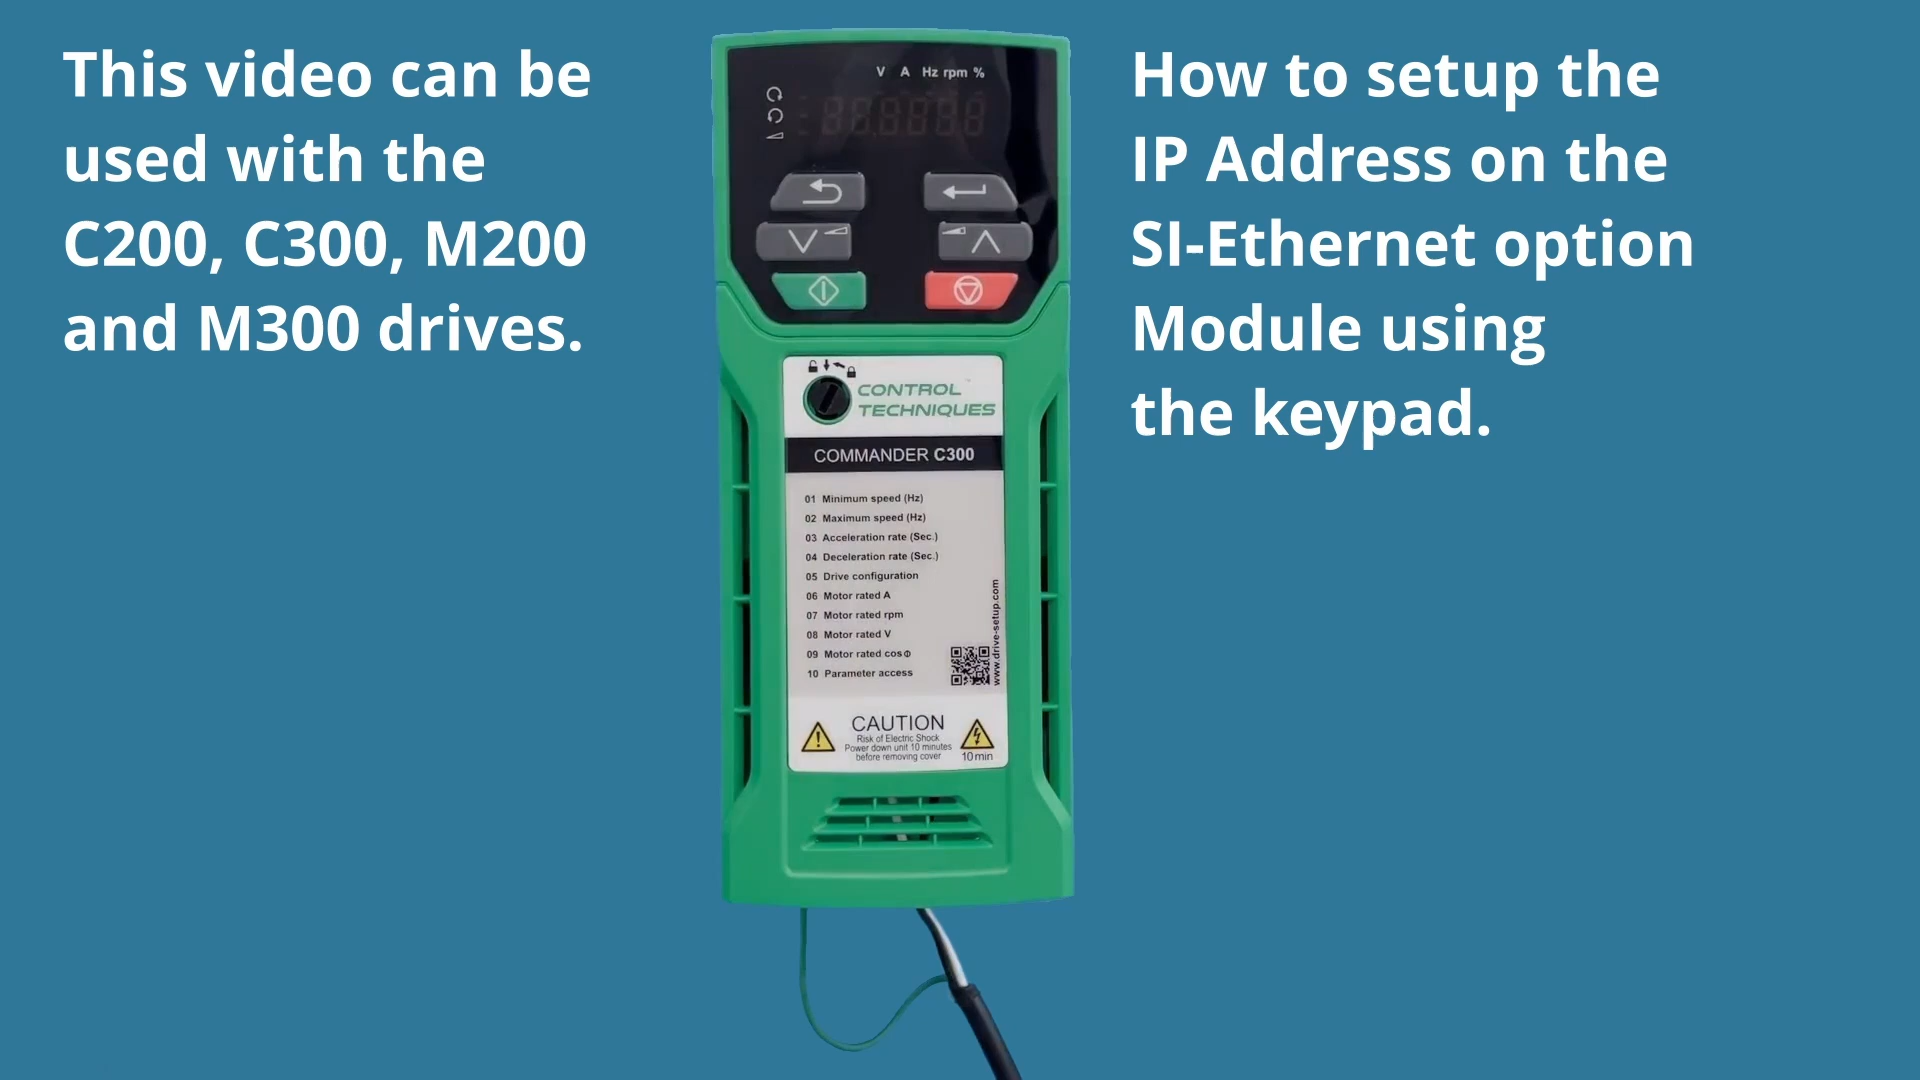 This video can be
used with the
C200, C300, M200
and M300 drives.
How to setup the
IP Address on the
SI-Ethernet option
Module using
the keypad.
V A Hz rpm %
CONTROL
TECHNIQUES
COMMANDER C300
01 Minimum speed (Hz)
02 Maximum speed (Hz)
03 Acceleration rate (Sec.)
04 Deceleration rate (Sec.)
05 Drive configuration
06 Motor rated A
07 Motor rated rpm
08 Motor rated V
09 Motor rated cos Φ
10 Parameter access
www.drive-setup.com
CAUTION
Risk of Electric Shock
Power down unit 10 minutes
before removing cover
10min